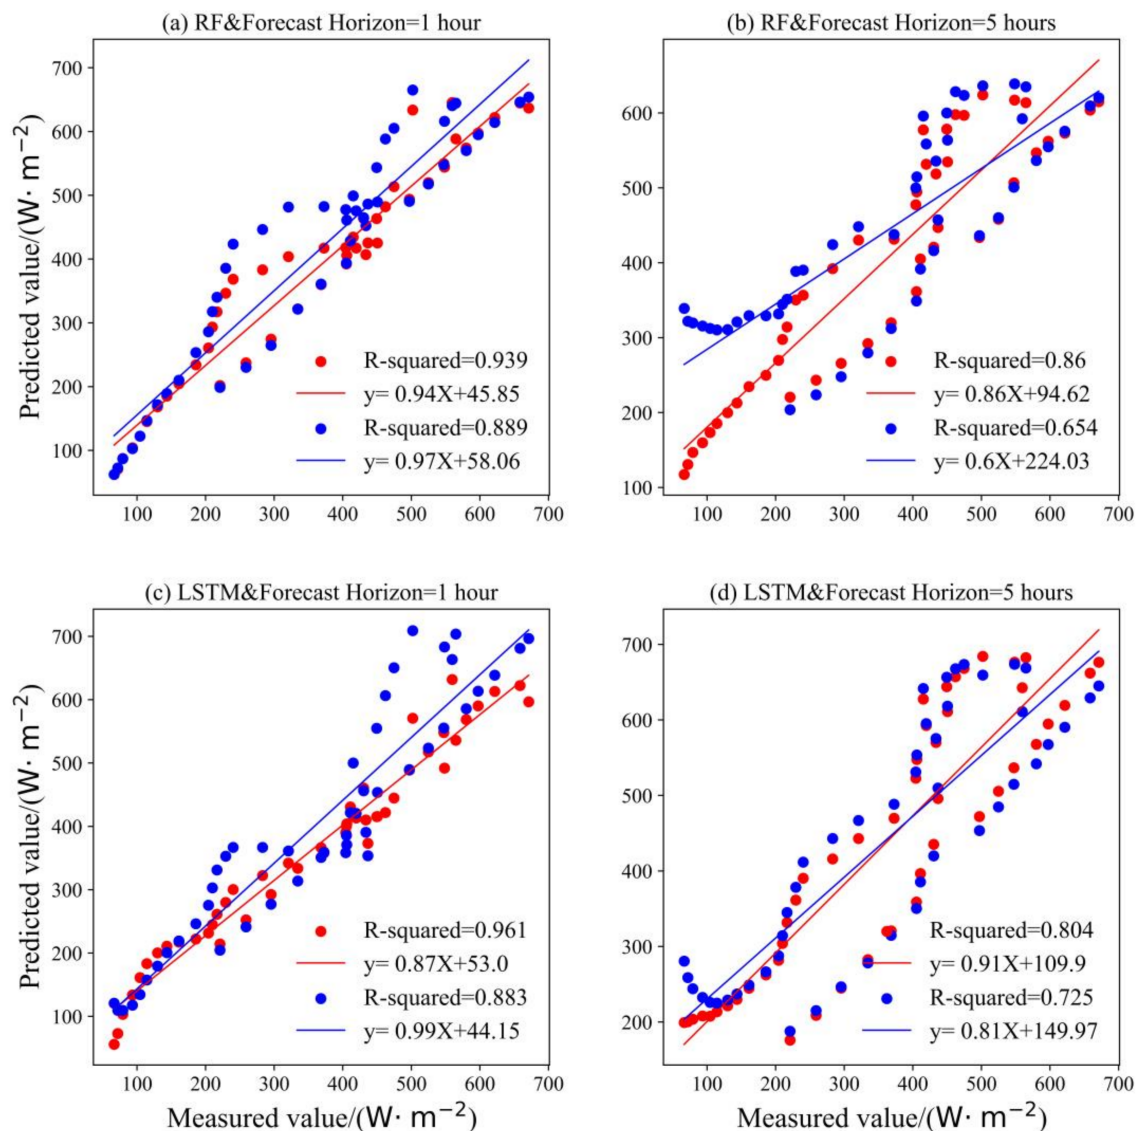 (a) RF&Forecast Horizon=1 hour
700
600
500
400
300
200
100
Predicted value/(W· m−2)
R-squared=0.939
y= 0.94X+45.85
R-squared=0.889
y= 0.97X+58.06
100 200 300 400 500 600 700
(b) RF&Forecast Horizon=5 hours
600
500
400
300
200
100
R-squared=0.86
y= 0.86X+94.62
R-squared=0.654
y= 0.6X+224.03
100 200 300 400 500 600 700
(c) LSTM&Forecast Horizon=1 hour
700
600
500
400
300
200
100
Predicted value/(W· m−2)
R-squared=0.961
y= 0.87X+53.0
R-squared=0.883
y= 0.99X+44.15
100 200 300 400 500 600 700
Measured value/(W· m−2)
(d) LSTM&Forecast Horizon=5 hours
700
600
500
400
300
200
R-squared=0.804
y= 0.91X+109.9
R-squared=0.725
y= 0.81X+149.97
100 200 300 400 500 600 700
Measured value/(W· m−2)